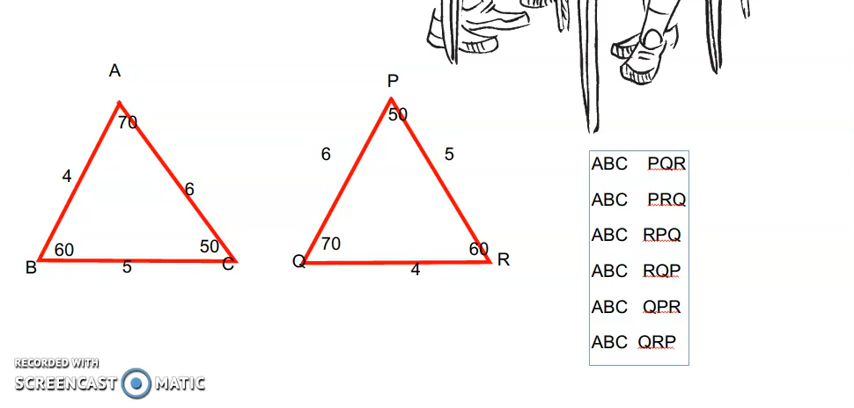 A
P
70
50
4
6
6
5
60
50
70
60
B
5
C
Q
4
R
ABC PQR
ABC PRQ
ABC RPQ
ABC RQP
ABC QPR
ABC QRP
RECORDED WITH
SCREENCAST MATIC